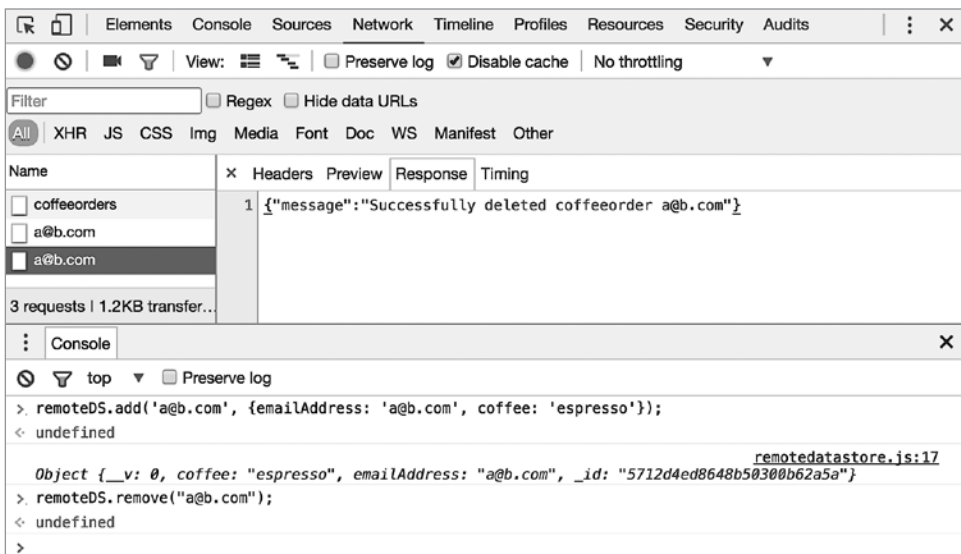 Elements Console Sources Network Timeline Profiles Resources Security Audits
View: Preserve log Disable cache No throttling
Filter Regex Hide data URLs
All XHR JS CSS Img Media Font Doc WS Manifest Other
Name
× Headers Preview Response Timing
coffeeorders
1 {"message":"Successfully deleted coffeeorder a@b.com"}
a@b.com
a@b.com
3 requests | 1.2KB transfer...
Console
top Preserve log
> remoteDS.add('a@b.com', {emailAddress: 'a@b.com', coffee: 'espresso'});
< undefined
remotedatastore.js:17
Object {__v: 0, coffee: "espresso", emailAddress: "a@b.com", _id: "5712d4ed8648b50300b62a5a"}
> remoteDS.remove("a@b.com");
< undefined
>